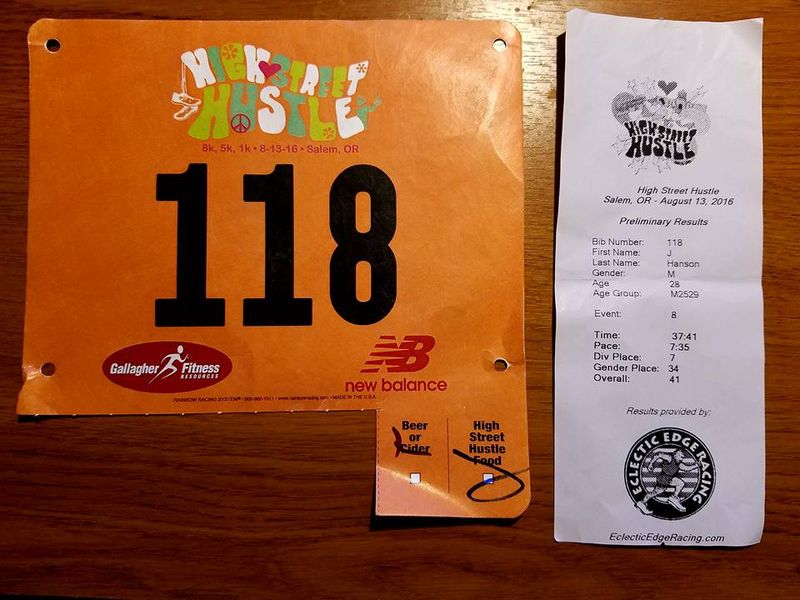 HIGH STREET
HUSTLE
8k, 5k, 1k • 8-13-16 • Salem, OR
118
Gallagher Fitness
RESOURCES
NB
new balance
RAINBOW RACING SYSTEM® • 800-962-1011 • www.rainbowracing.com • MADE IN THE U.S.A.
Beer
or
Cider
High
Street
Hustle
Food
HIGH STREET
HUSTLE
High Street Hustle
Salem, OR - August 13, 2016
Preliminary Results
Bib Number: 118
First Name: J
Last Name: Hanson
Gender: M
Age 28
Age Group: M2529
Event: 8
Time: 37:41
Pace: 7:35
Div Place: 7
Gender Place: 34
Overall: 41
Results provided by:
ECLECTIC EDGE RACING
EclecticEdgeRacing.com